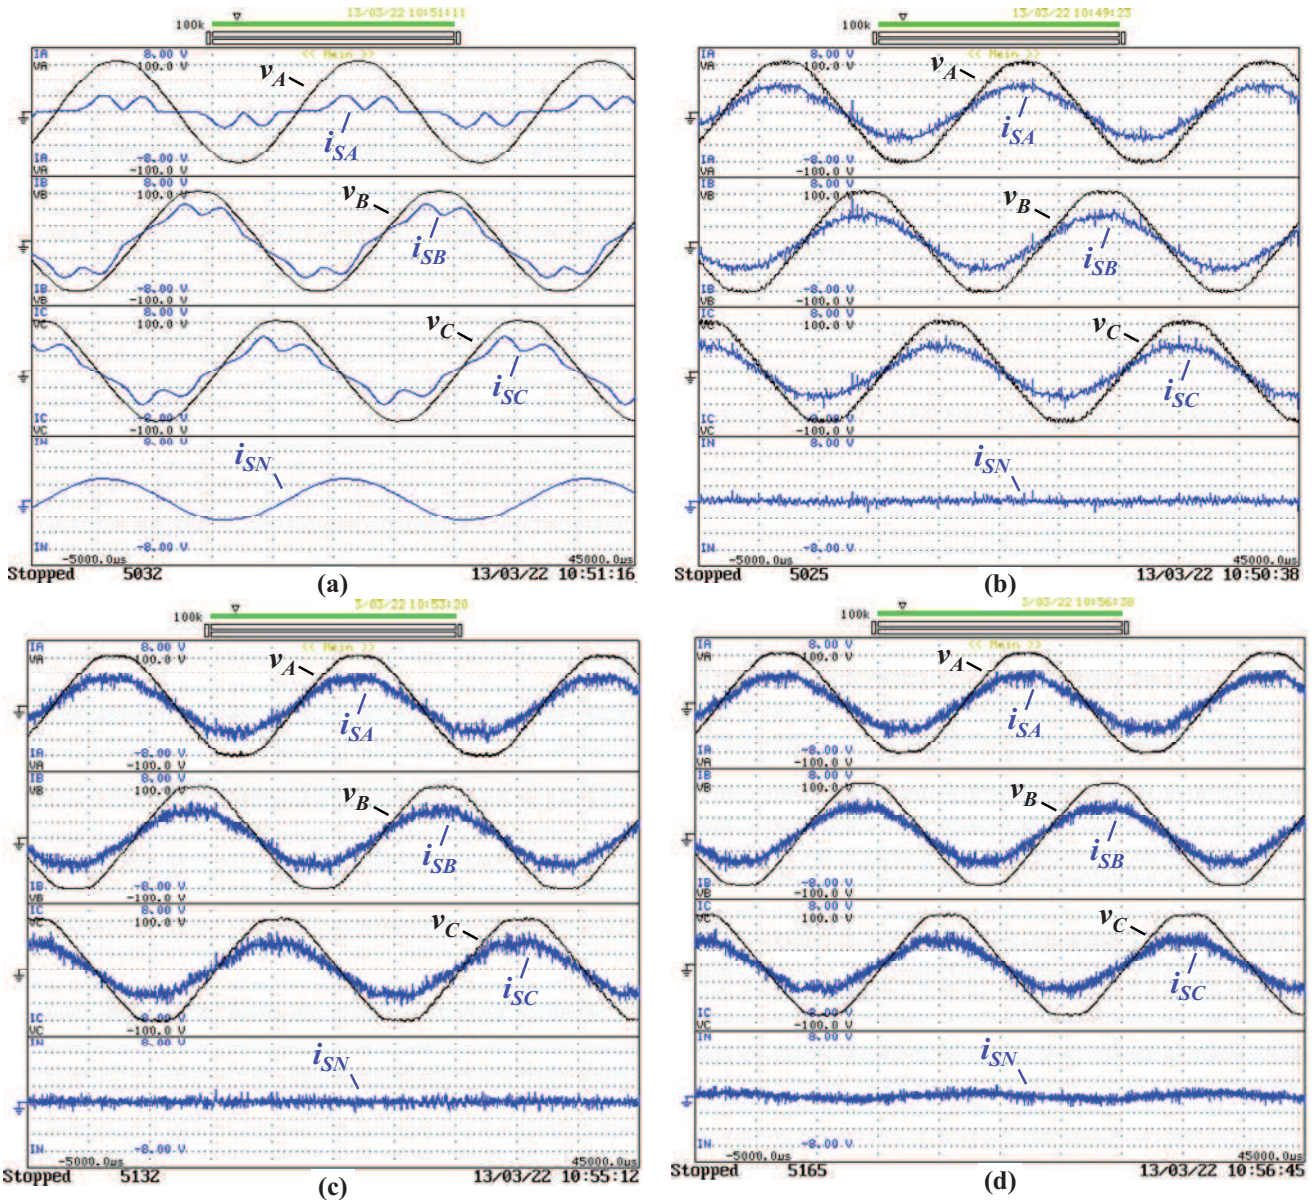 13/03/22 10:51:11
100k
<< Main >>
IA 8.00 V
VA 100.0 V
vA
iSA
IA -8.00 V
VA -100.0 V
IB 8.00 V
VB 100.0 V
vB
iSB
IB -8.00 V
VB -100.0 V
IC 8.00 V
VC 100.0 V
vC
iSC
IC -8.00 V
VC -100.0 V
IN 8.00 V
iSN
IN -8.00 V
-5000.0us 45000.0us
Stopped 5032 13/03/22 10:51:16
(a)
13/03/22 10:49:23
100k
<< Main >>
IA 8.00 V
VA 100.0 V
vA
iSA
IA -8.00 V
VA -100.0 V
IB 8.00 V
VB 100.0 V
vB
iSB
IB -8.00 V
VB -100.0 V
IC 8.00 V
VC 100.0 V
vC
iSC
IC -8.00 V
VC -100.0 V
IN 8.00 V
iSN
IN -8.00 V
-5000.0us 45000.0us
Stopped 5025 13/03/22 10:50:38
(b)
3/03/22 10:53:20
100k
<< Main >>
IA 8.00 V
VA 100.0 V
vA
iSA
IA -8.00 V
VA -100.0 V
IB 8.00 V
VB 100.0 V
vB
iSB
IB -8.00 V
VB -100.0 V
IC 8.00 V
VC 100.0 V
vC
iSC
IC -8.00 V
VC -100.0 V
IN 8.00 V
iSN
IN -8.00 V
-5000.0us 45000.0us
Stopped 5132 13/03/22 10:55:12
(c)
3/03/22 10:56:38
100k
<< Main >>
IA 8.00 V
VA 100.0 V
vA
iSA
IA -8.00 V
VA -100.0 V
IB 8.00 V
VB 100.0 V
vB
iSB
IB -8.00 V
VB -100.0 V
IC 8.00 V
VC 100.0 V
vC
iSC
IC -8.00 V
VC -100.0 V
IN 8.00 V
iSN
IN -8.00 V
-5000.0us 45000.0us
Stopped 5165 13/03/22 10:56:45
(d)